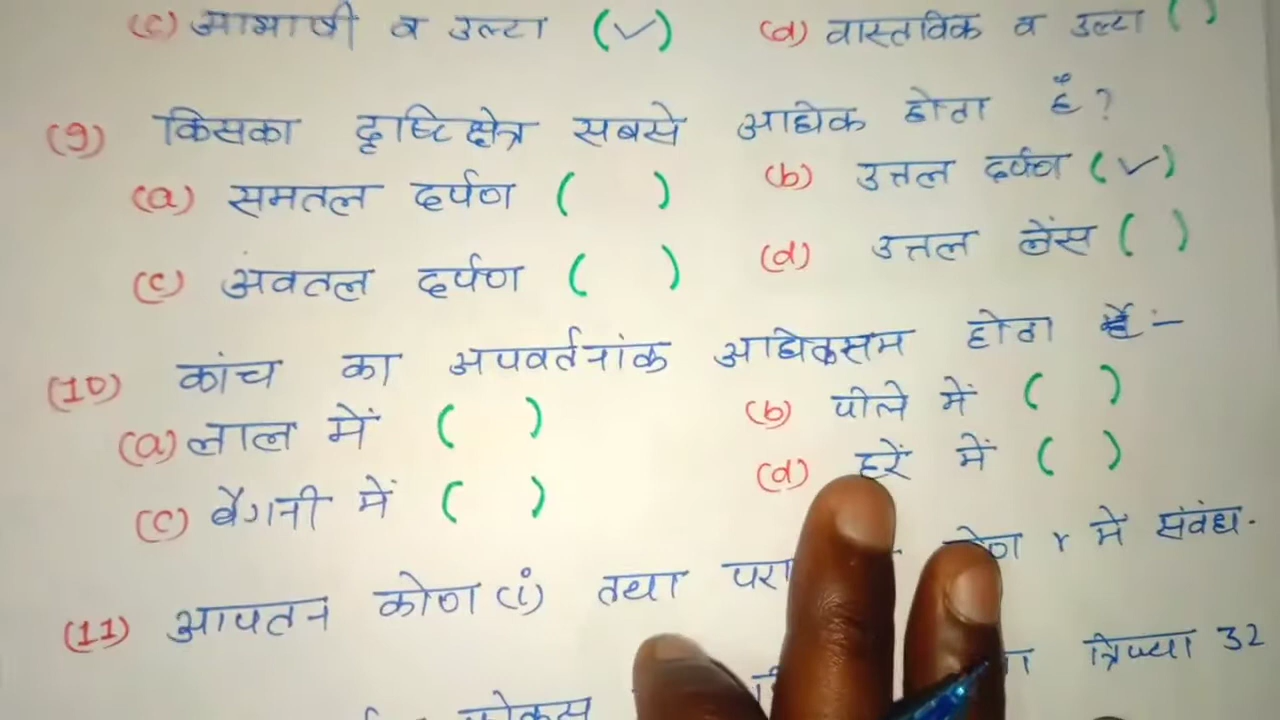 (c) आभाषी व उल्टा (✓) (d) वास्तविक व उल्टा ( )
(9) किसका दृष्टि क्षेत्र सबसे अधिक होता है?
(a) समतल दर्पण ( ) (b) उत्तल दर्पण (✓)
(c) अवतल दर्पण ( ) (d) उत्तल लेंस ( )
(10) कांच का अपवर्तनांक अधिकतम होता है:-
(a) लाल में ( ) (b) पीले में ( )
(c) बैगनी में ( ) (d) हरें में ( )
(11) आपतन कोण (i) तथा r में संबंध.
त्रिज्या 32